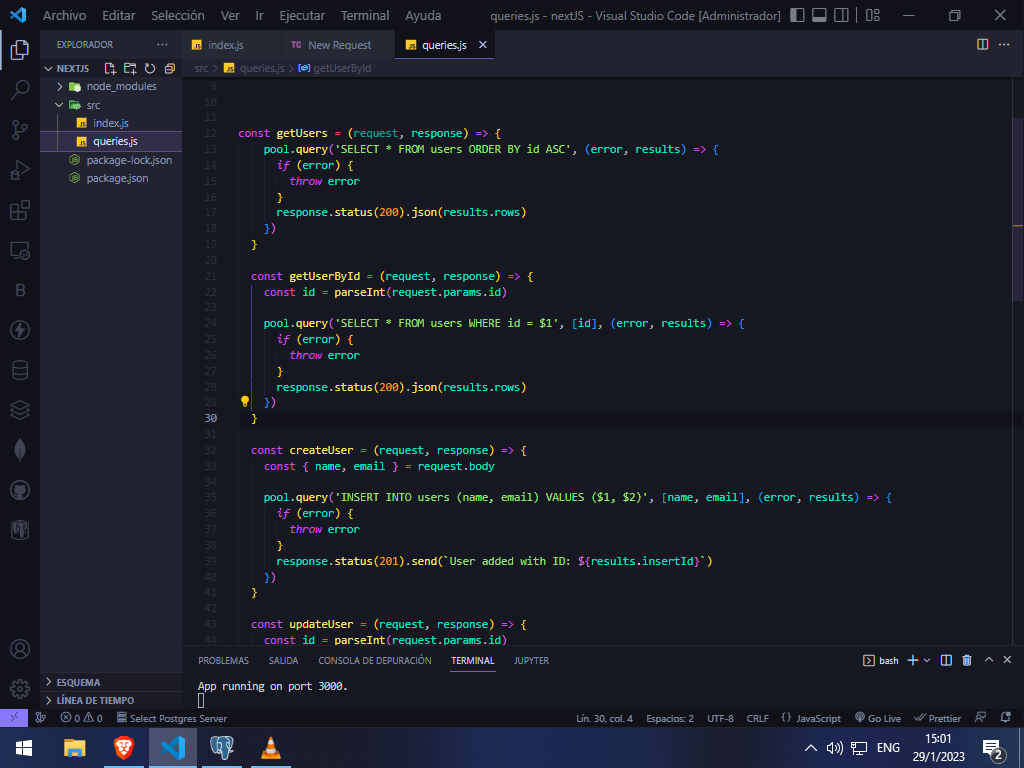 Archivo Editar Selección Ver Ir Ejecutar Terminal Ayuda queries.js - nextJS - Visual Studio Code [Administrador]
EXPLORADOR ··· JS index.js TC New Request JS queries.js
NEXTJS src > JS queries.js > getUserById
node_modules
src
JS index.js
JS queries.js
package-lock.json
package.json
9
10
11
12 const getUsers = (request, response) => {
13 pool.query('SELECT * FROM users ORDER BY id ASC', (error, results) => {
14 if (error) {
15 throw error
16 }
17 response.status(200).json(results.rows)
18 })
19 }
20
21 const getUserById = (request, response) => {
22 const id = parseInt(request.params.id)
23
24 pool.query('SELECT * FROM users WHERE id = $1', [id], (error, results) => {
25 if (error) {
26 throw error
27 }
28 response.status(200).json(results.rows)
29 })
30 }
31
32 const createUser = (request, response) => {
33 const { name, email } = request.body
34
35 pool.query('INSERT INTO users (name, email) VALUES ($1, $2)', [name, email], (error, results) => {
36 if (error) {
37 throw error
38 }
39 response.status(201).send(`User added with ID: ${results.insertId}`)
40 })
41 }
42
43 const updateUser = (request, response) => {
44 const id = parseInt(request.params.id)
PROBLEMAS SALIDA CONSOLA DE DEPURACIÓN TERMINAL JUPYTER bash
App running on port 3000.
ESQUEMA
LÍNEA DE TIEMPO
0 0 Select Postgres Server Lín. 30, col. 4 Espacios: 2 UTF-8 CRLF {} JavaScript Go Live Prettier
ENG 15:01
29/1/2023 2